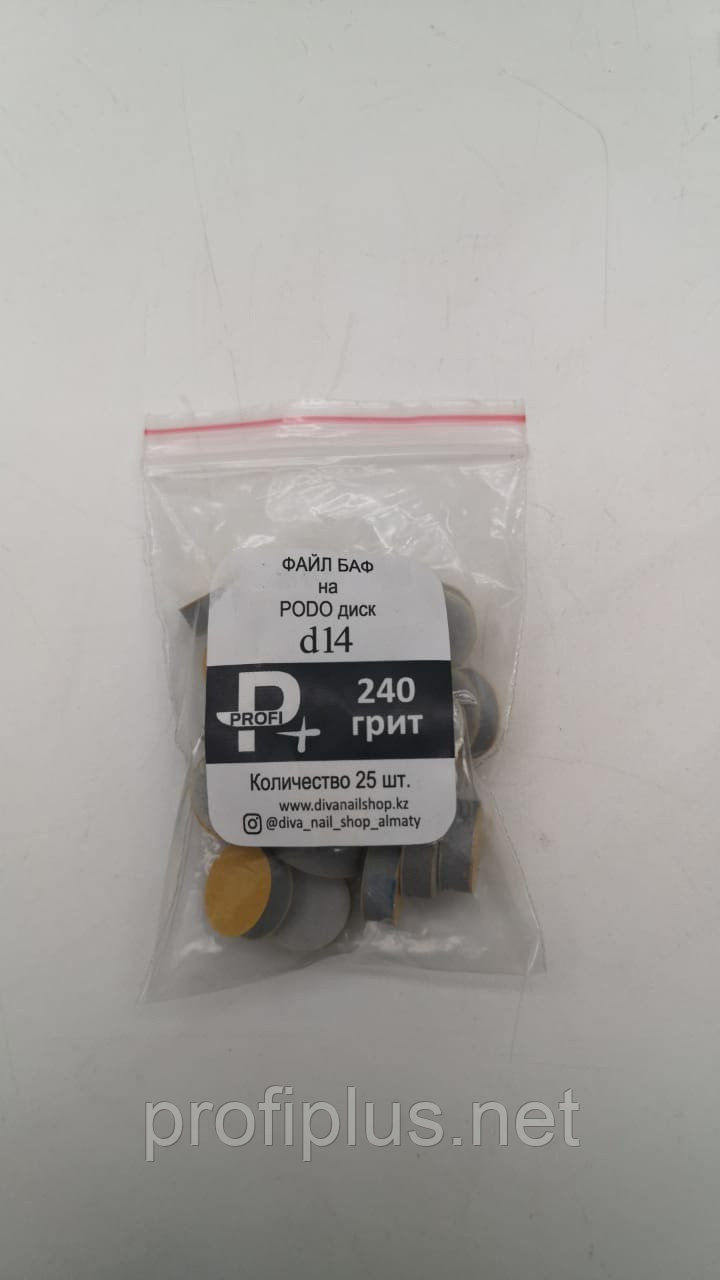 ФАЙЛ БАФ
на
PODO диск
d14
P+
PROFI
240
грит
Количество 25 шт.
www.divanailshop.kz
@diva_nail_shop_almaty
profiplus.net